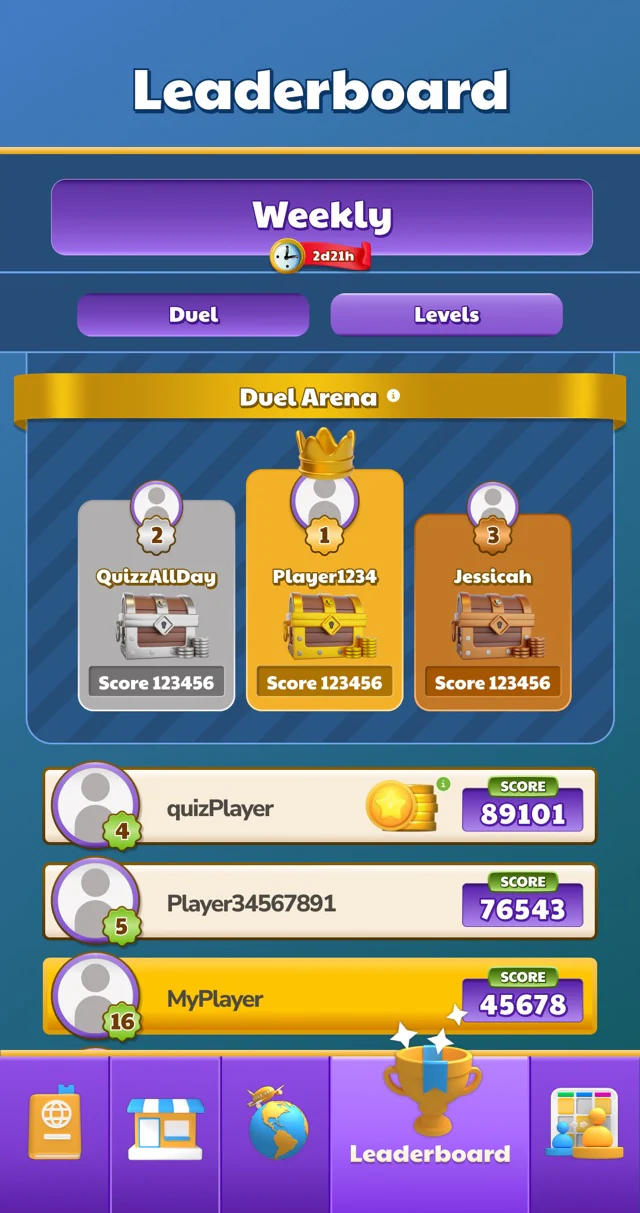 Leaderboard
Weekly
2d21h
Duel
Levels
Duel Arena i
2
1
3
QuizzAllDay
Player1234
Jessicah
Score 123456
Score 123456
Score 123456
4
quizPlayer
i
SCORE
89101
5
Player34567891
SCORE
76543
16
MyPlayer
SCORE
45678
Leaderboard